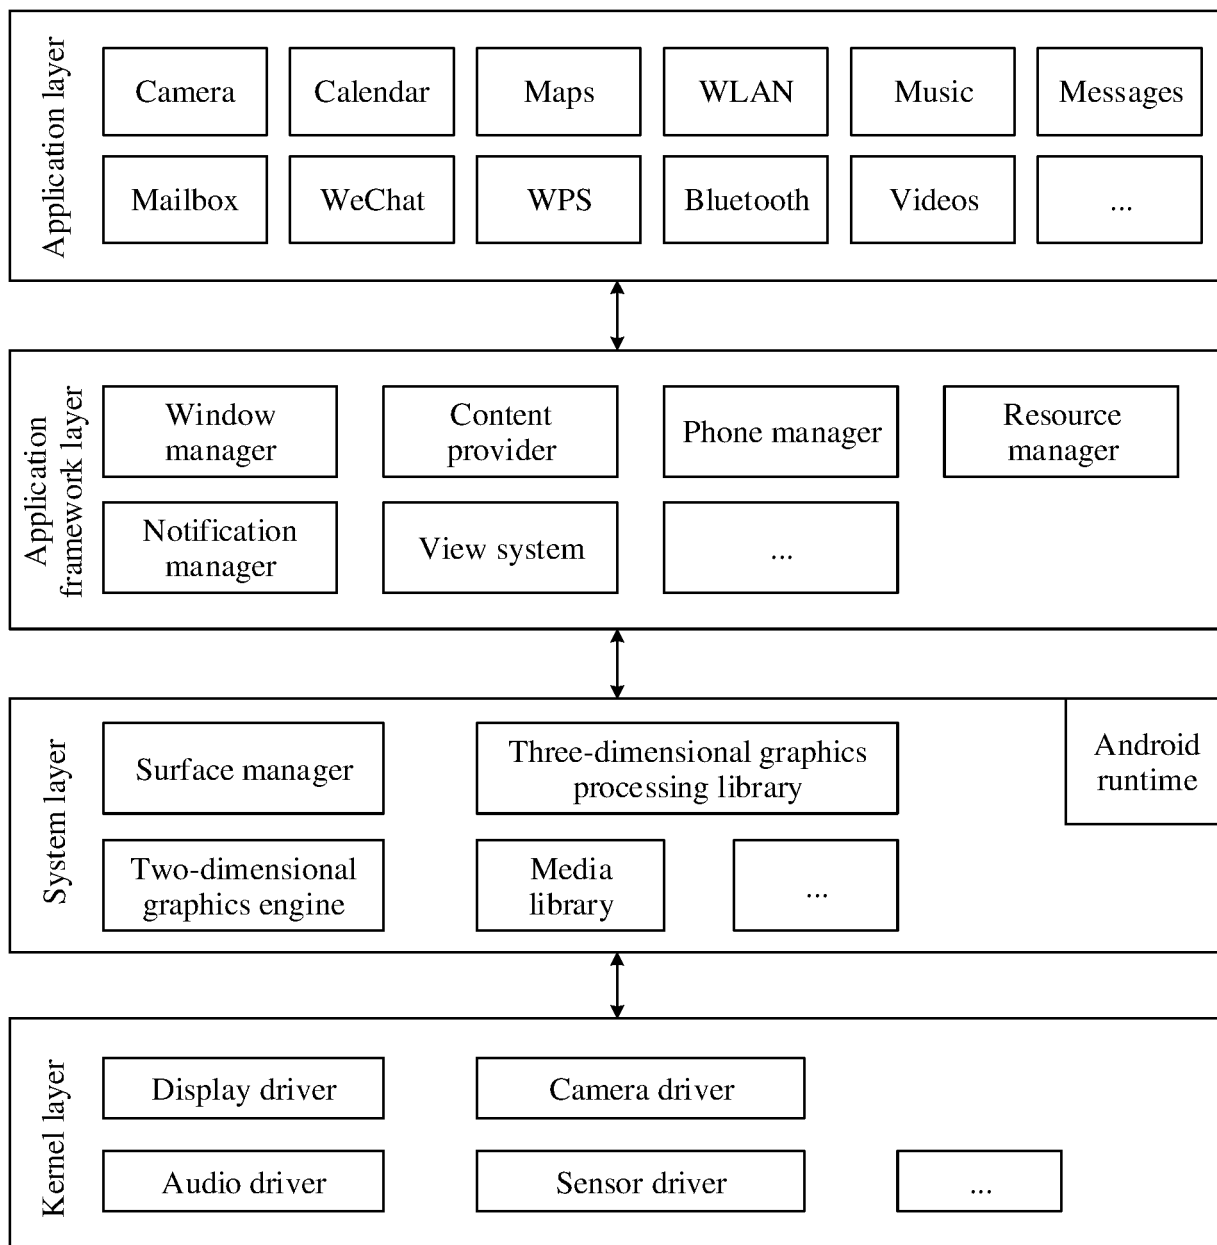 Application layer
Camera
Calendar
Maps
WLAN
Music
Messages
Mailbox
WeChat
WPS
Bluetooth
Videos
...
Application
framework layer
Window
manager
Content
provider
Phone manager
Resource
manager
Notification
manager
View system
...
System layer
Surface manager
Three-dimensional graphics
processing library
Android
runtime
Two-dimensional
graphics engine
Media
library
...
Kernel layer
Display driver
Camera driver
Audio driver
Sensor driver
...